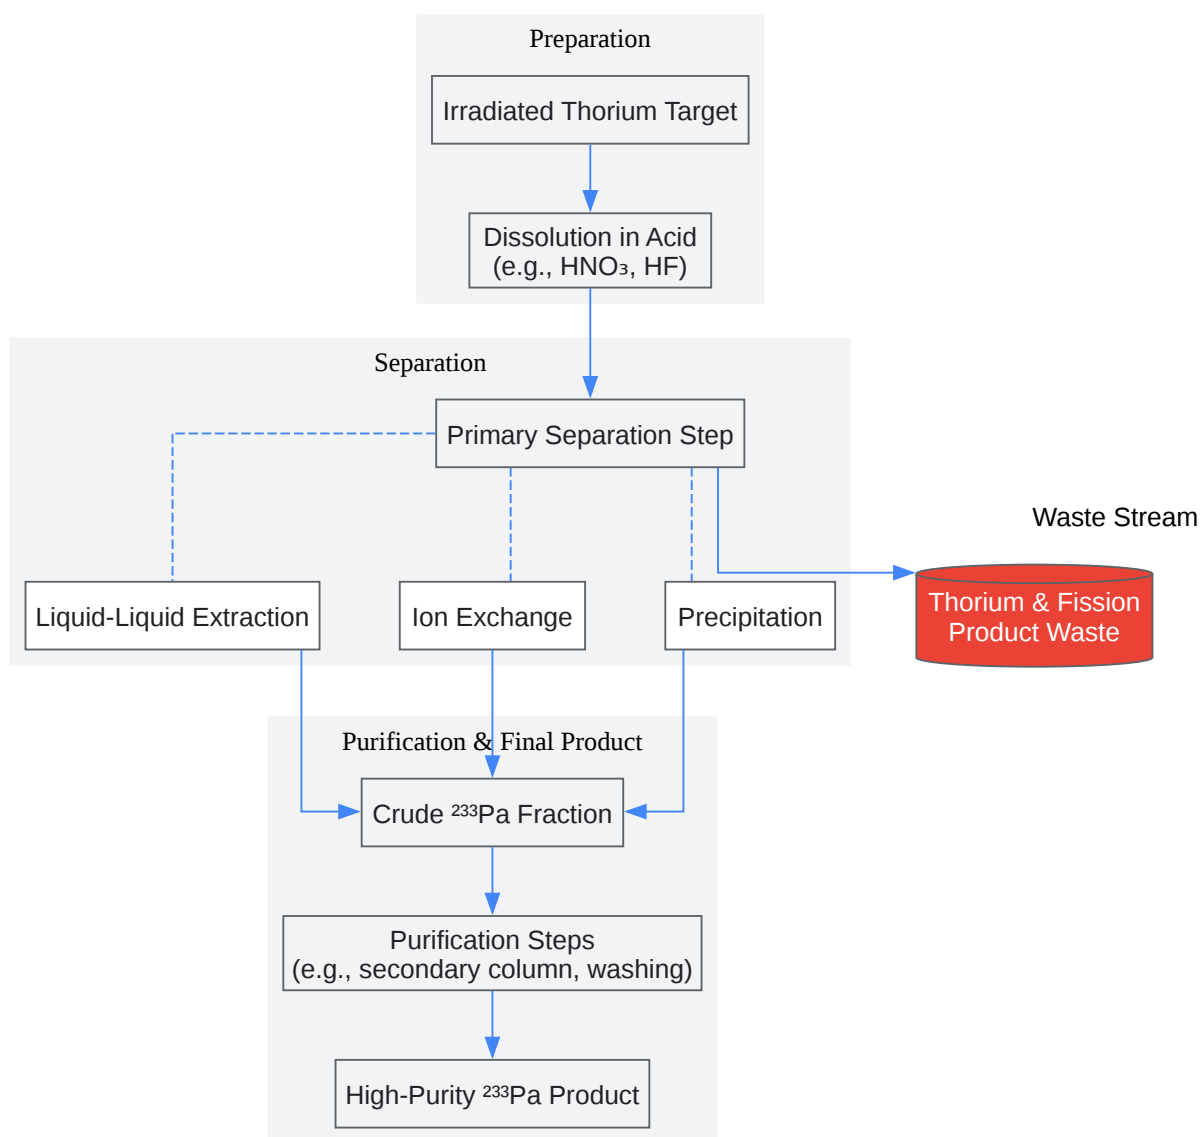 Preparation
Irradiated Thorium Target
Dissolution in Acid
(e.g., HNO₃, HF)
Separation
Primary Separation Step
Waste Stream
Liquid-Liquid Extraction
Ion Exchange
Precipitation
Thorium & Fission
Product Waste
Purification & Final Product
Crude ²³³Pa Fraction
Purification Steps
(e.g., secondary column, washing)
High-Purity ²³³Pa Product